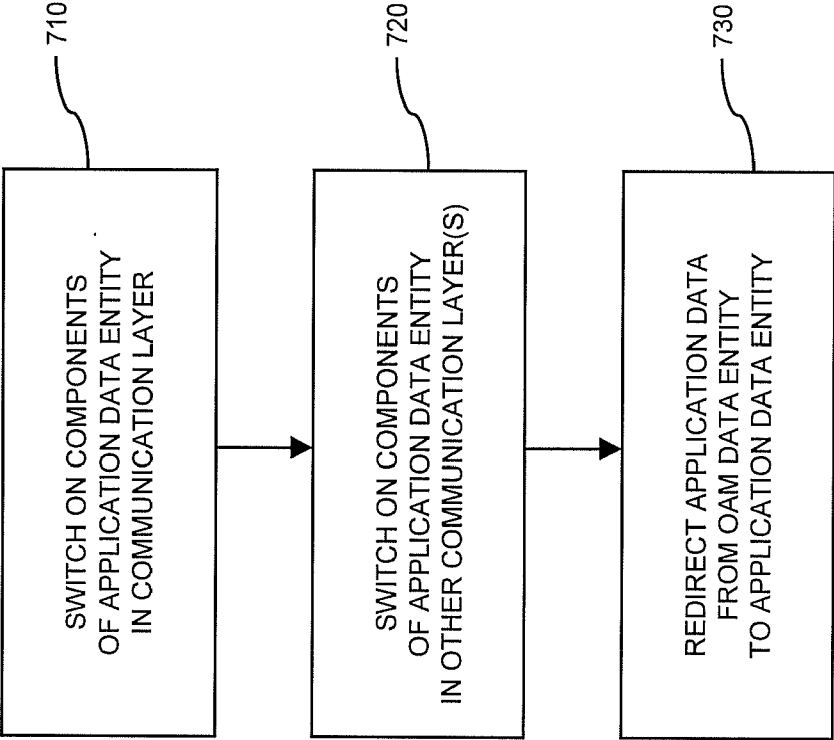 710
SWITCH ON COMPONENTS
OF APPLICATION DATA ENTITY
IN COMMUNICATION LAYER
720
SWITCH ON COMPONENTS
OF APPLICATION DATA ENTITY
IN OTHER COMMUNICATION LAYER(S)
730
REDIRECT APPLICATION DATA
FROM OAM DATA ENTITY
TO APPLICATION DATA ENTITY